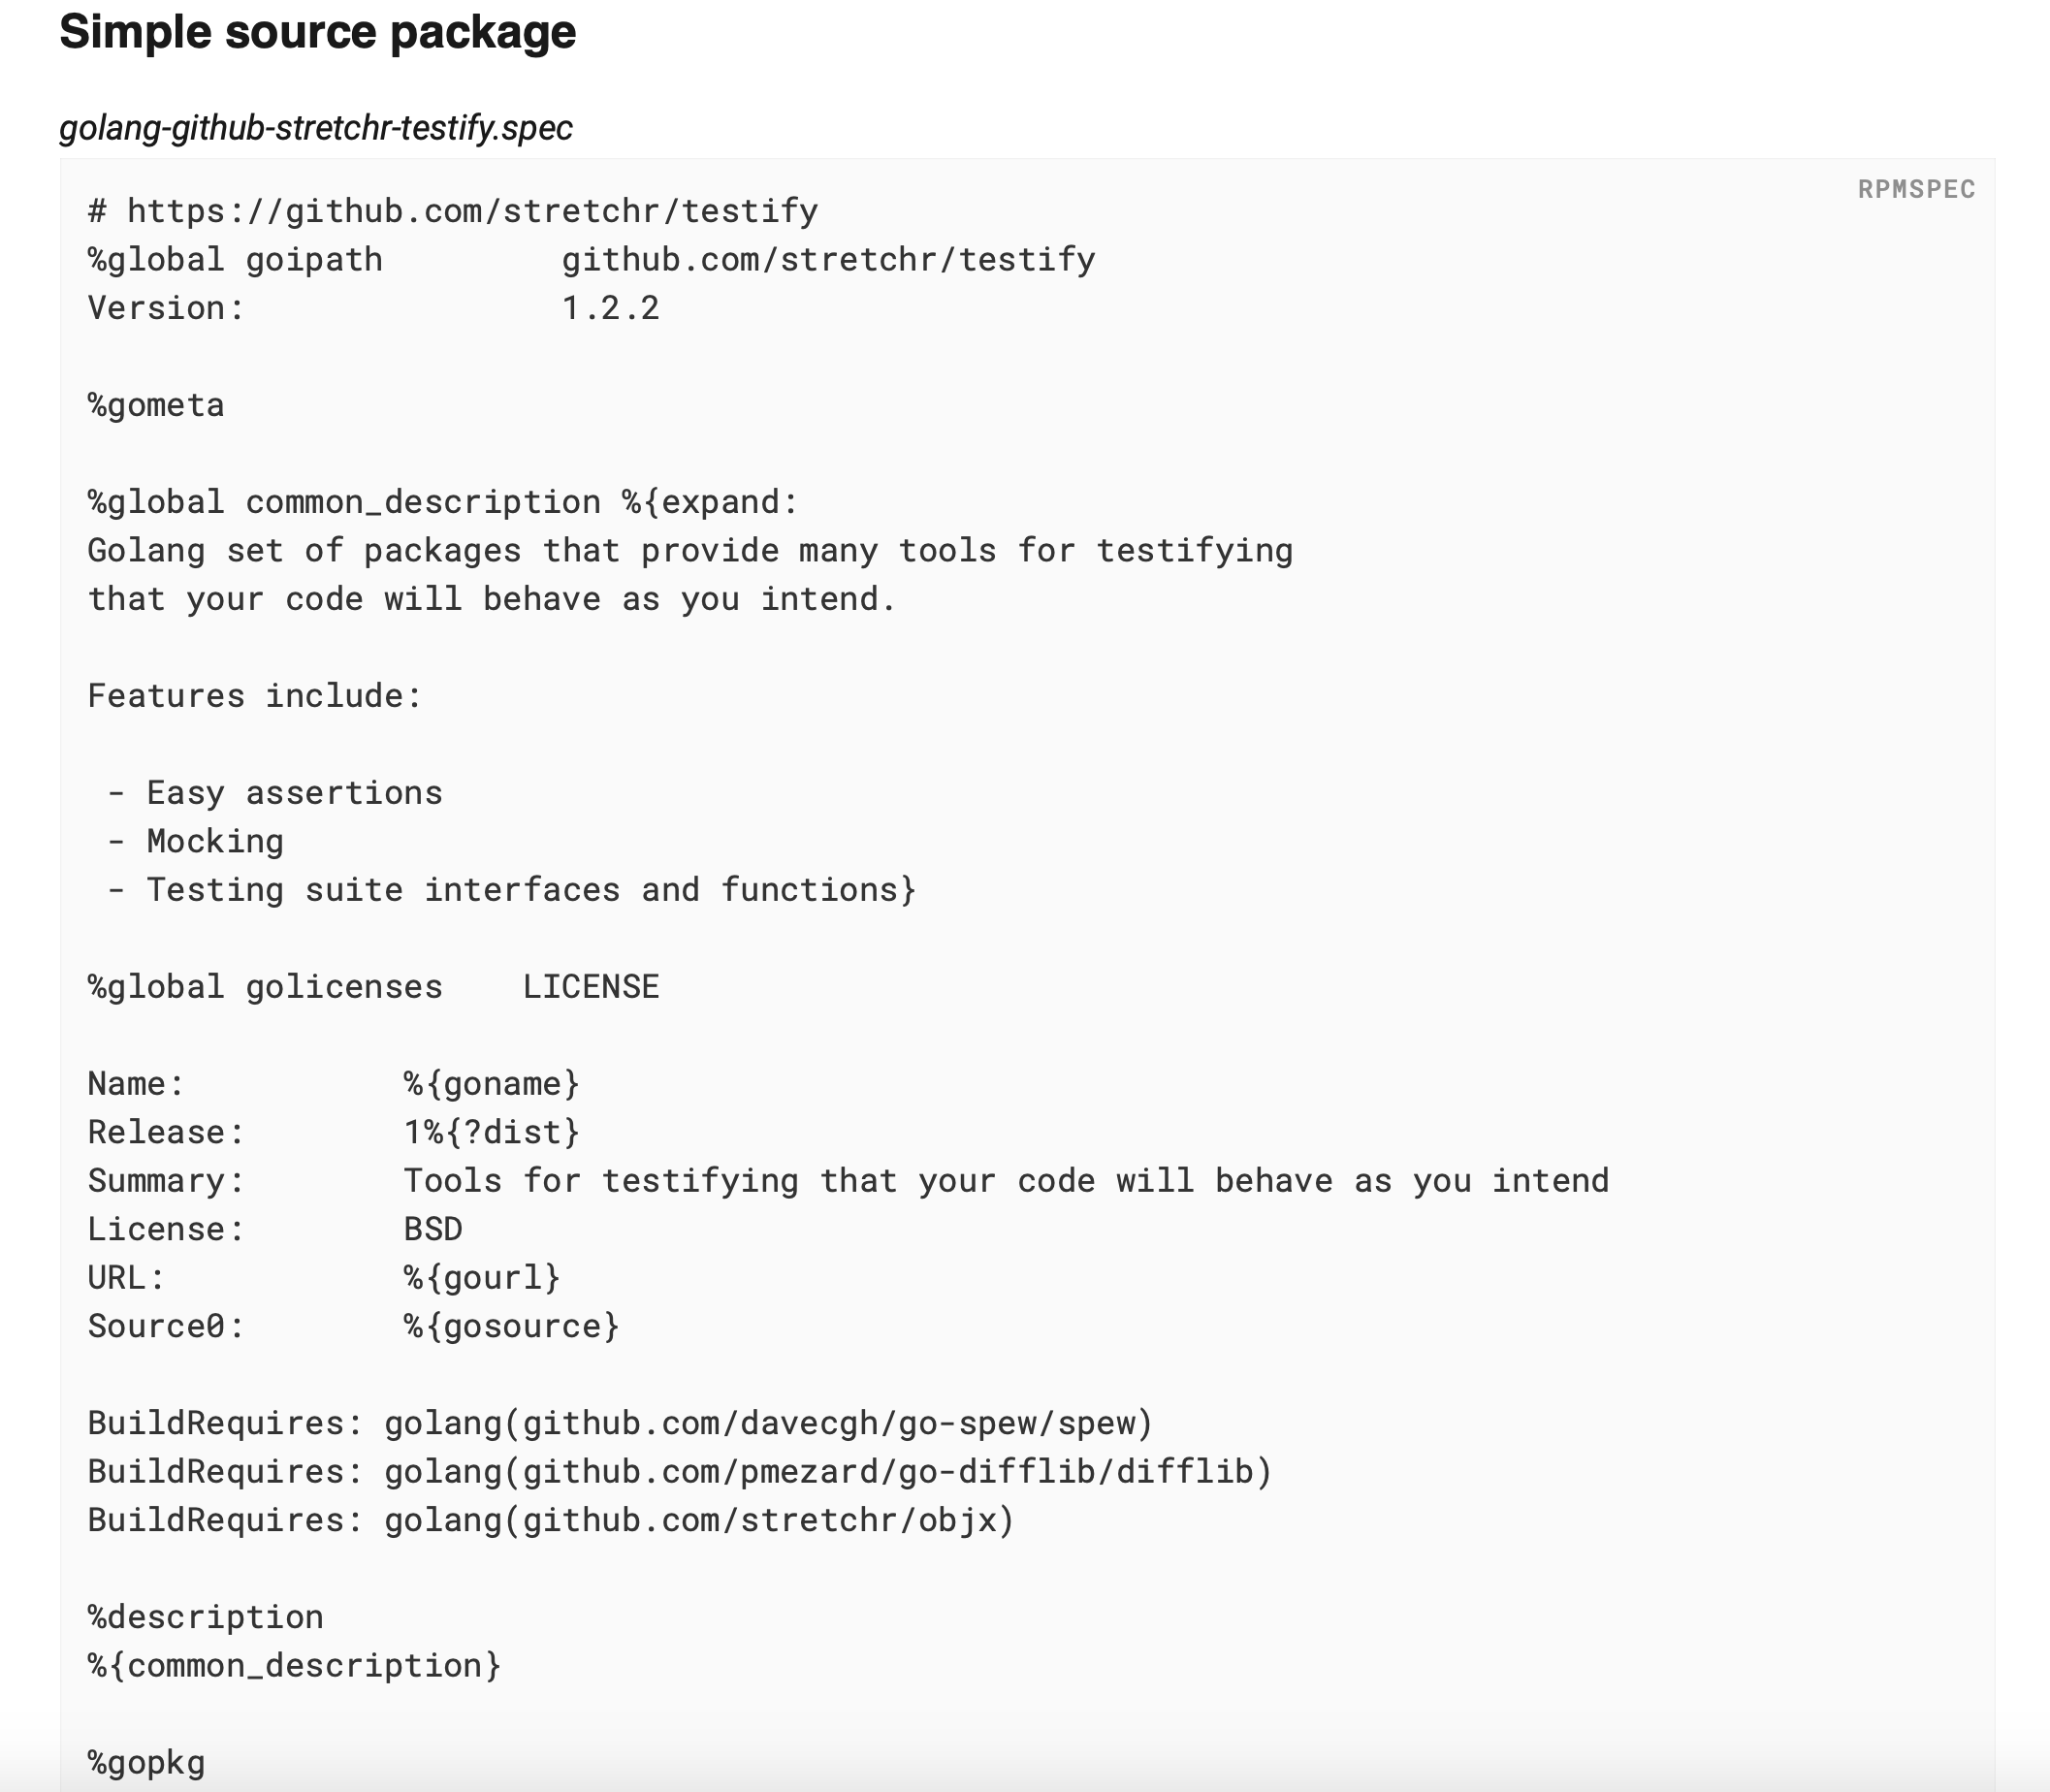 Simple source package
golang-github-stretchr-testify.spec
RPMSPEC
# https://github.com/stretchr/testify
%global goipath         github.com/stretchr/testify
Version:                1.2.2

%gometa

%global common_description %{expand:
Golang set of packages that provide many tools for testifying
that your code will behave as you intend.

Features include:

 - Easy assertions
 - Mocking
 - Testing suite interfaces and functions}

%global golicenses    LICENSE

Name:           %{goname}
Release:        1%{?dist}
Summary:        Tools for testifying that your code will behave as you intend
License:        BSD
URL:            %{gourl}
Source0:        %{gosource}

BuildRequires: golang(github.com/davecgh/go-spew/spew)
BuildRequires: golang(github.com/pmezard/go-difflib/difflib)
BuildRequires: golang(github.com/stretchr/objx)

%description
%{common_description}

%gopkg